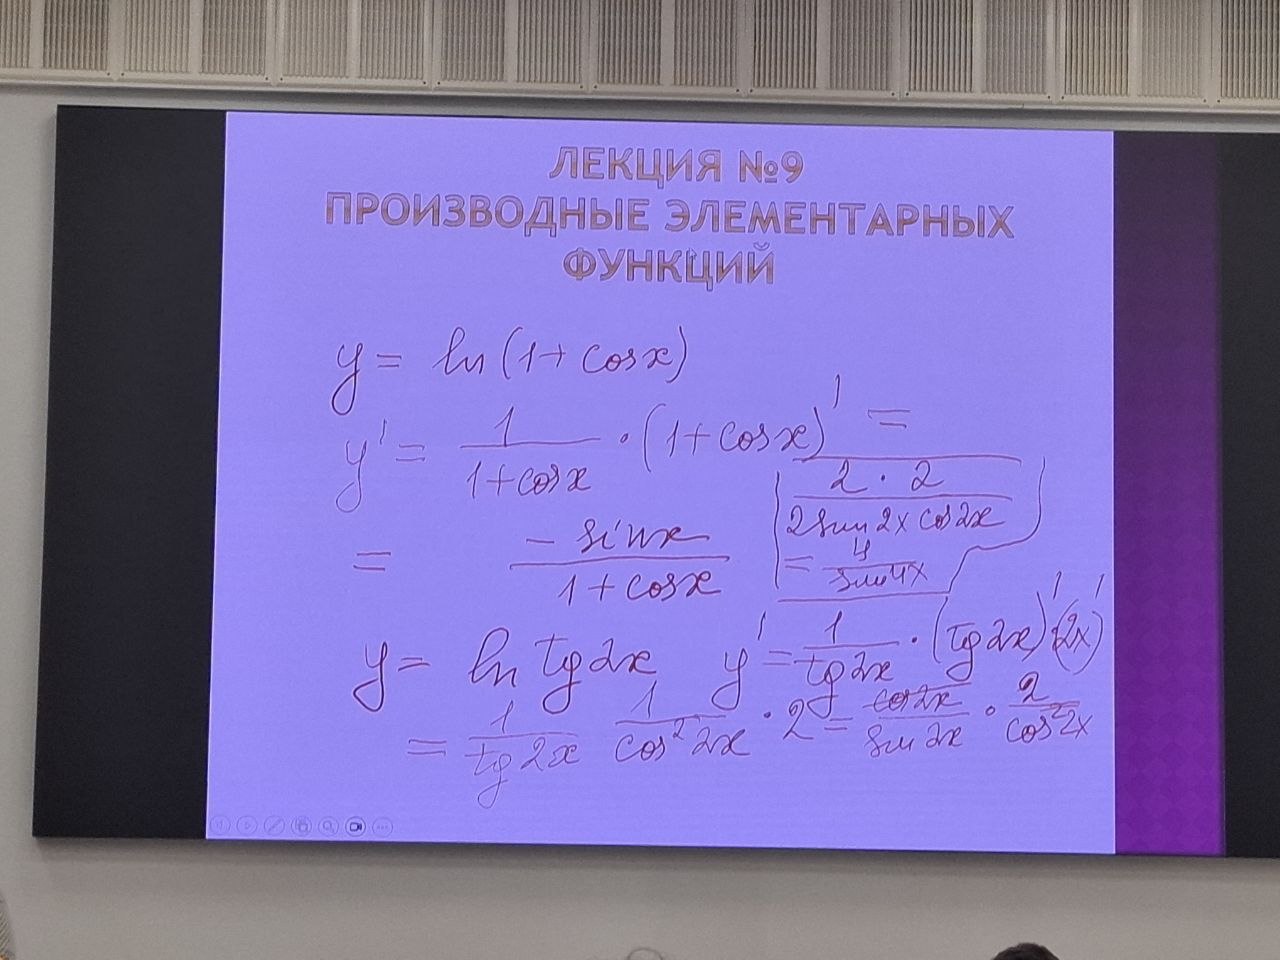 ЛЕКЦИЯ №9
ПРОИЗВОДНЫЕ ЭЛЕМЕНТАРНЫХ
ФУНКЦИЙ
y = ln(1+cosx)
y' = 1/(1+cosx) · (1+cosx)' =
= -sinx/(1+cosx)
2 · 2/(2sin2x cos2x)
= 4/sin4x
y = ln tg2x y' = 1/tg2x · (tg2x)' · (2x)'
= 1/tg2x 1/cos²2x · 2 = cos2x/sin2x · 2/cos²2x